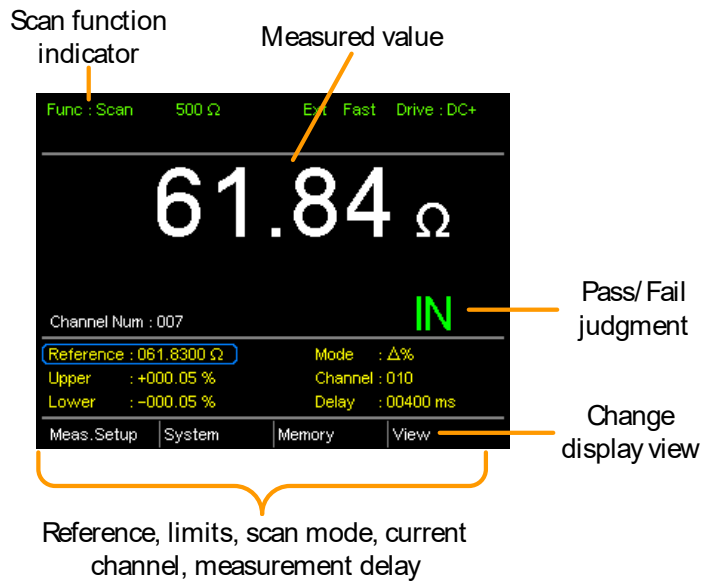 Scan function
indicator
Measured value
Func : Scan 500 Ω Ext Fast Drive : DC+
61.84 Ω
IN
Pass/Fail
judgment
Channel Num : 007
Reference : 061.8300 Ω Mode : Δ%
Upper : +000.05 % Channel : 010
Lower : −000.05 % Delay : 00400 ms
Meas.Setup System Memory View
Change
display view
Reference, limits, scan mode, current
channel, measurement delay